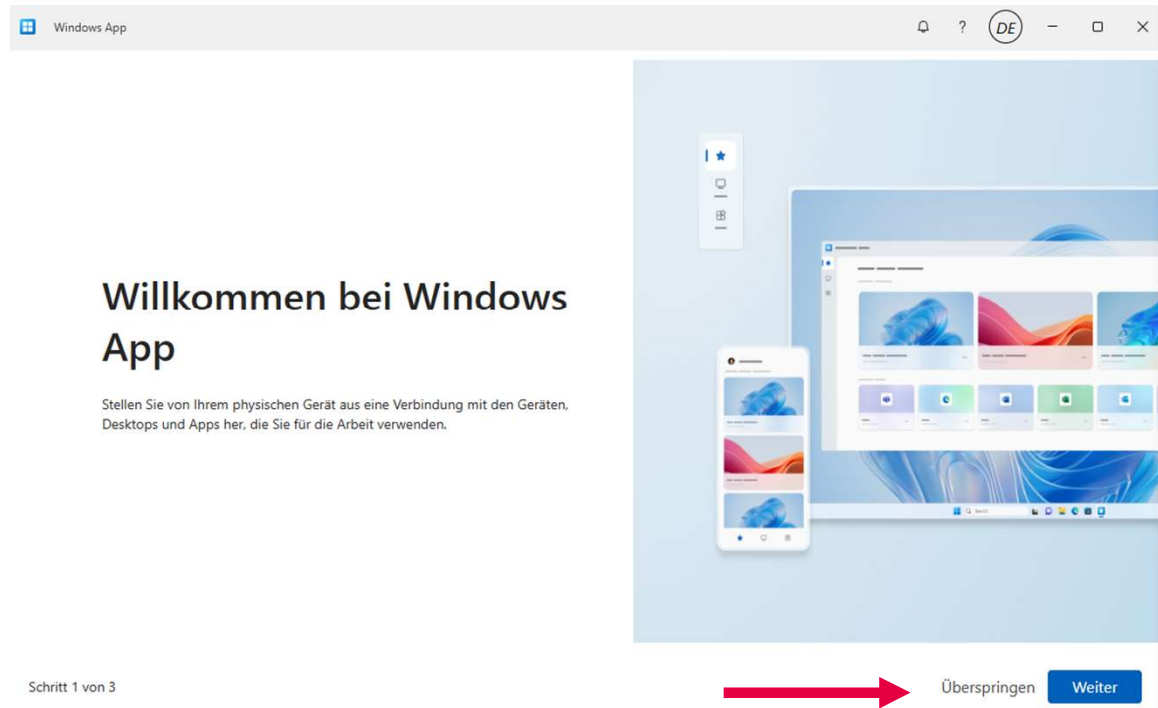 Windows App
?
DE
Willkommen bei Windows
App
Stellen Sie von Ihrem physischen Gerät aus eine Verbindung mit den Geräten,
Desktops und Apps her, die Sie für die Arbeit verwenden.
Search
Schritt 1 von 3
Überspringen
Weiter